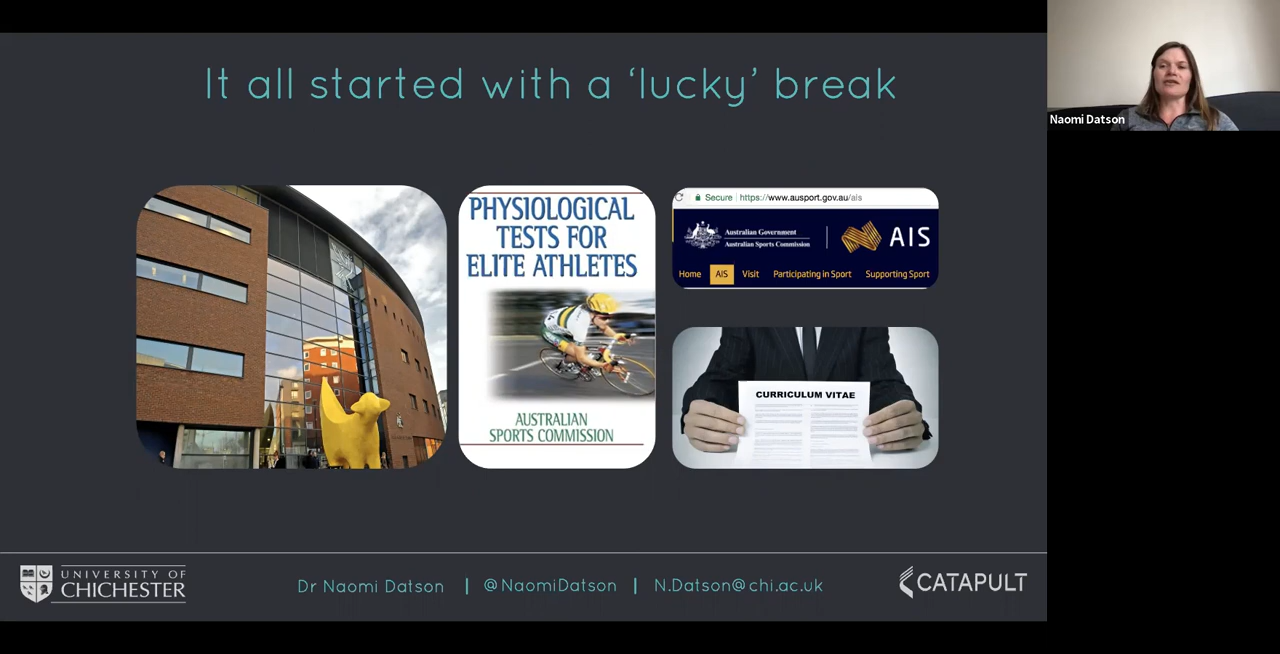 It all started with a ‘lucky’ break
Naomi Datson
PHYSIOLOGICAL
TESTS FOR
ELITE ATHLETES
AUSTRALIAN
SPORTS COMMISSION
Secure | https://www.ausport.gov.au/ais
Australian Government
Australian Sports Commission
AIS
Home AIS Visit Participating in Sport Supporting Sport
CURRICULUM VITAE
UNIVERSITY OF
CHICHESTER
Dr Naomi Datson | @NaomiDatson | N.Datson@chi.ac.uk
CATAPULT